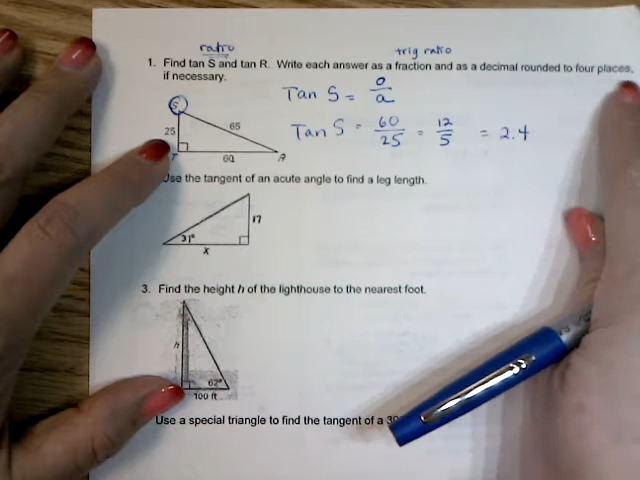 ratio
trig ratio
1. Find tan S and tan R. Write each answer as a fraction and as a decimal rounded to four places,
if necessary.
Tan S = o/a
S
25
65
T
60
R
Tan S = 60/25 = 12/5 = 2.4
Use the tangent of an acute angle to find a leg length.
17
31°
x
3. Find the height h of the lighthouse to the nearest foot.
h
62°
100 ft
Use a special triangle to find the tangent of a